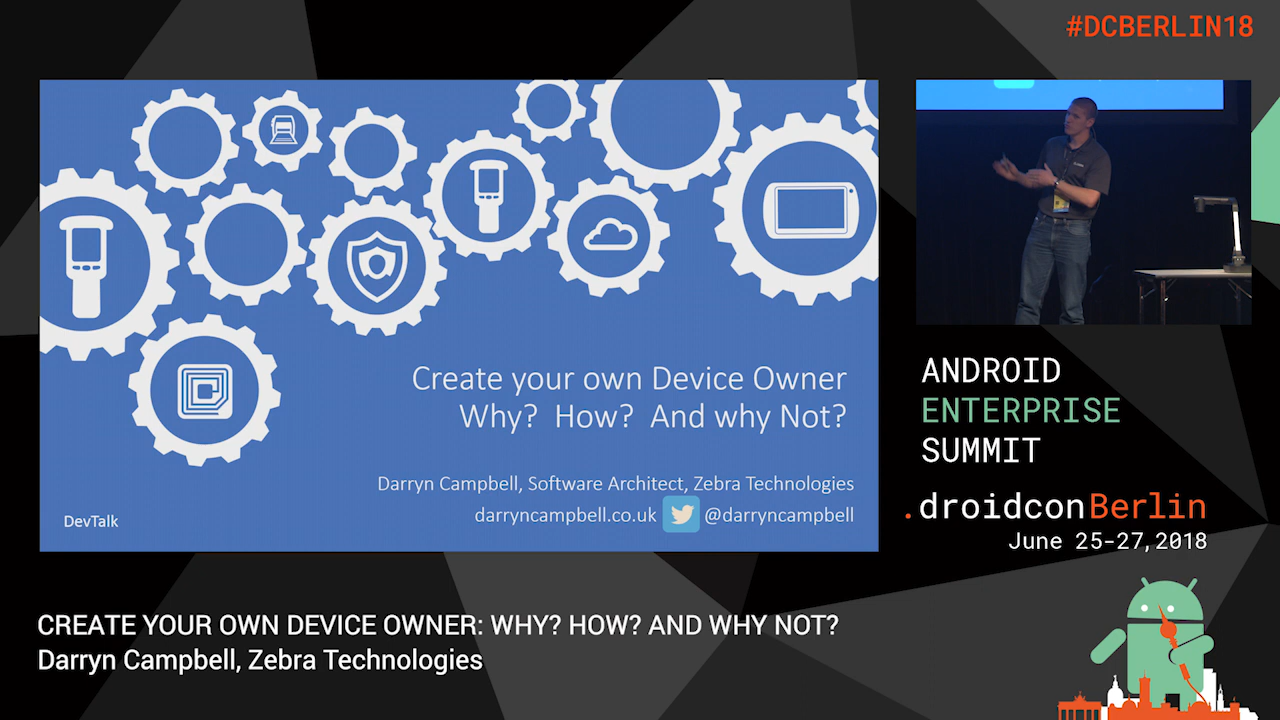 #DCBERLIN18
Create your own Device Owner
Why? How? And why Not?
Darryn Campbell, Software Architect, Zebra Technologies
darryncampbell.co.uk @darryncampbell
DevTalk
ANDROID
ENTERPRISE
SUMMIT
.droidconBerlin
June 25-27, 2018
CREATE YOUR OWN DEVICE OWNER: WHY? HOW? AND WHY NOT?
Darryn Campbell, Zebra Technologies